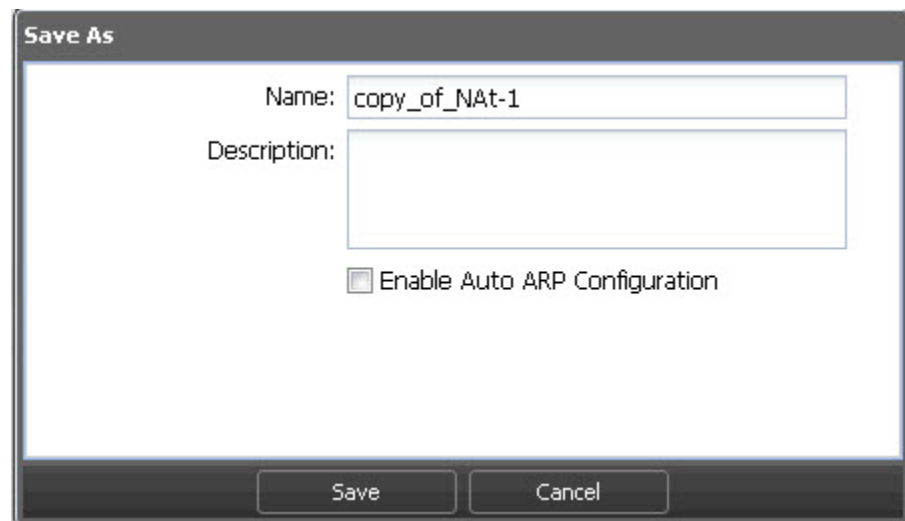 Save As
Name: copy_of_NAt-1
Description:
Enable Auto ARP Configuration
Save Cancel